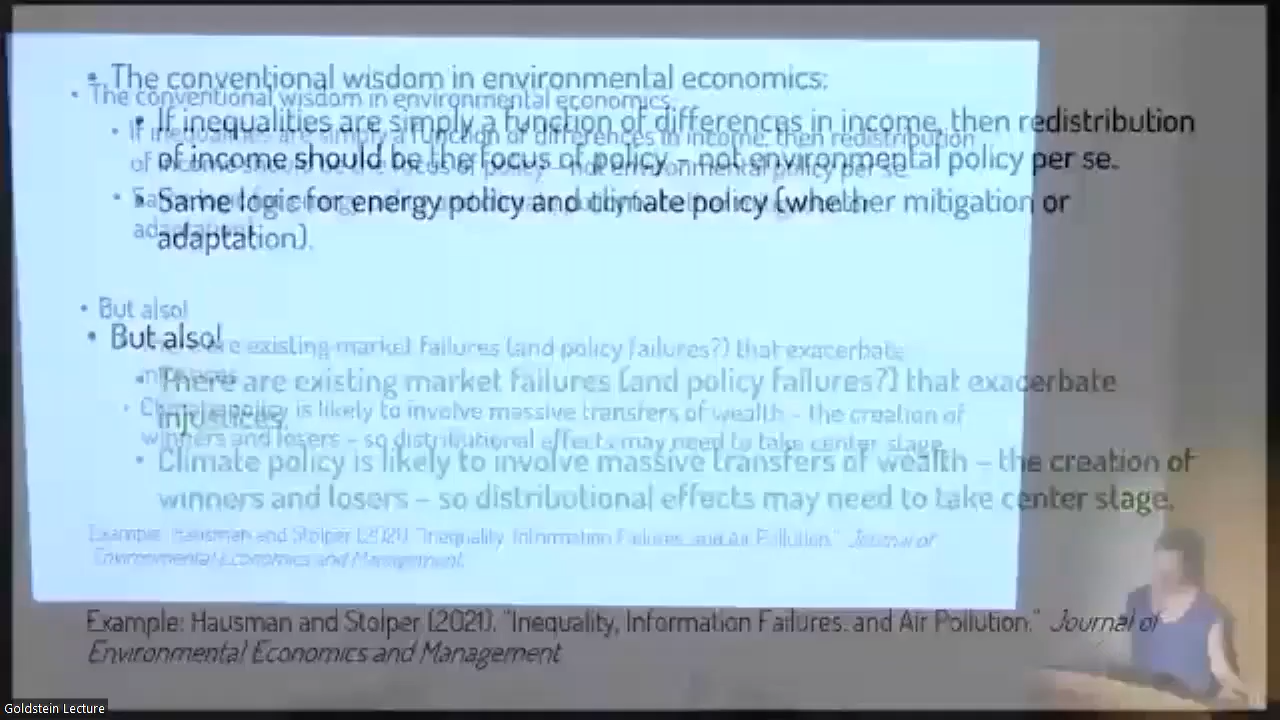 • The conventional wisdom in environmental economics:
• If inequalities are simply a function of differences in income, then redistribution
of income should be the focus of policy – not environmental policy per se.
• Same logic for energy policy and climate policy (whether mitigation or
adaptation).
• But also!
• There are existing market failures (and policy failures?) that exacerbate
injustices.
• Climate policy is likely to involve massive transfers of wealth – the creation of
winners and losers – so distributional effects may need to take center stage.
Example: Hausman and Stolper (2021). "Inequality, Information Failures, and Air Pollution." Journal of
Environmental Economics and Management
Goldstein Lecture